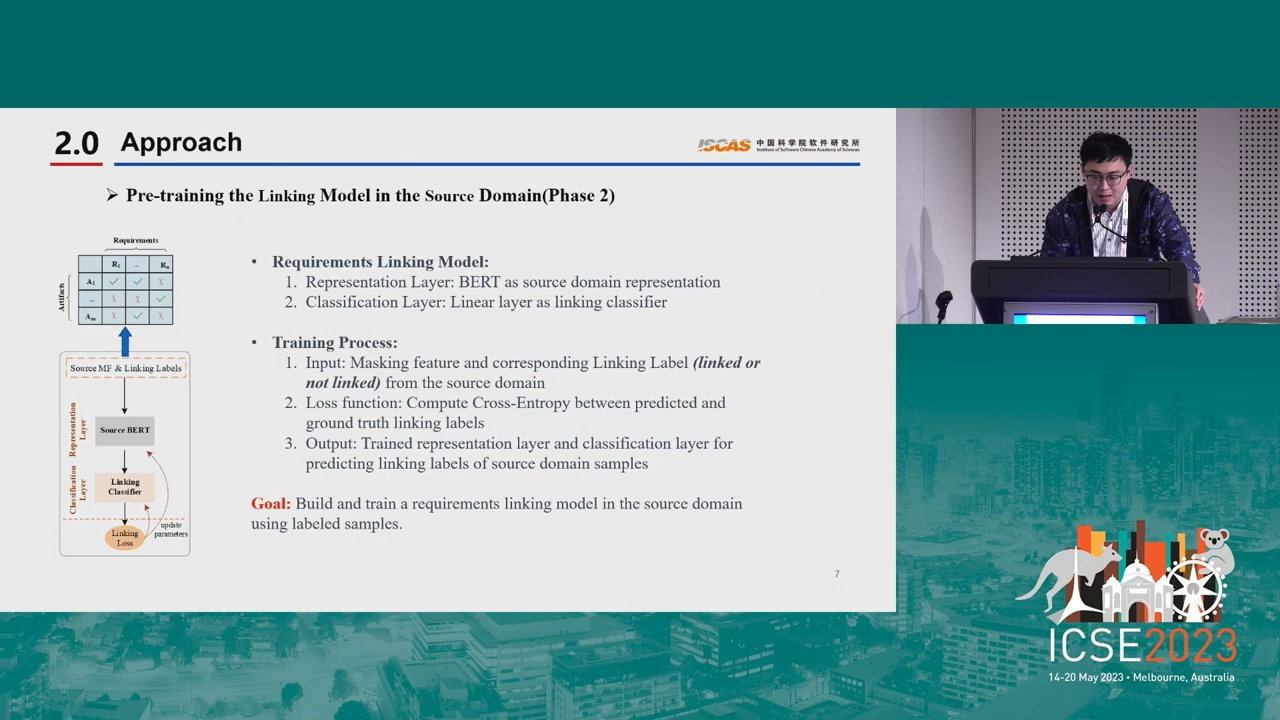 2.0 Approach
ISCAS 中国科学院软件研究所
Institute of Software Chinese Academy of Sciences
➢ Pre-training the Linking Model in the Source Domain(Phase 2)
Requirements
R1 ... Rn
Artifacts
A1 ✓ ✓ X
... X X ✓
Am X ✓ X
Source MF & Linking Labels
Representation
Layer
Source BERT
Classification
Layer
Linking
Classifier
Linking
Loss
update
parameters
• Requirements Linking Model:
1. Representation Layer: BERT as source domain representation
2. Classification Layer: Linear layer as linking classifier
• Training Process:
1. Input: Masking feature and corresponding Linking Label (linked or
not linked) from the source domain
2. Loss function: Compute Cross-Entropy between predicted and
ground truth linking labels
3. Output: Trained representation layer and classification layer for
predicting linking labels of source domain samples
Goal: Build and train a requirements linking model in the source domain
using labeled samples.
7
ICSE2023
14-20 May 2023 • Melbourne, Australia